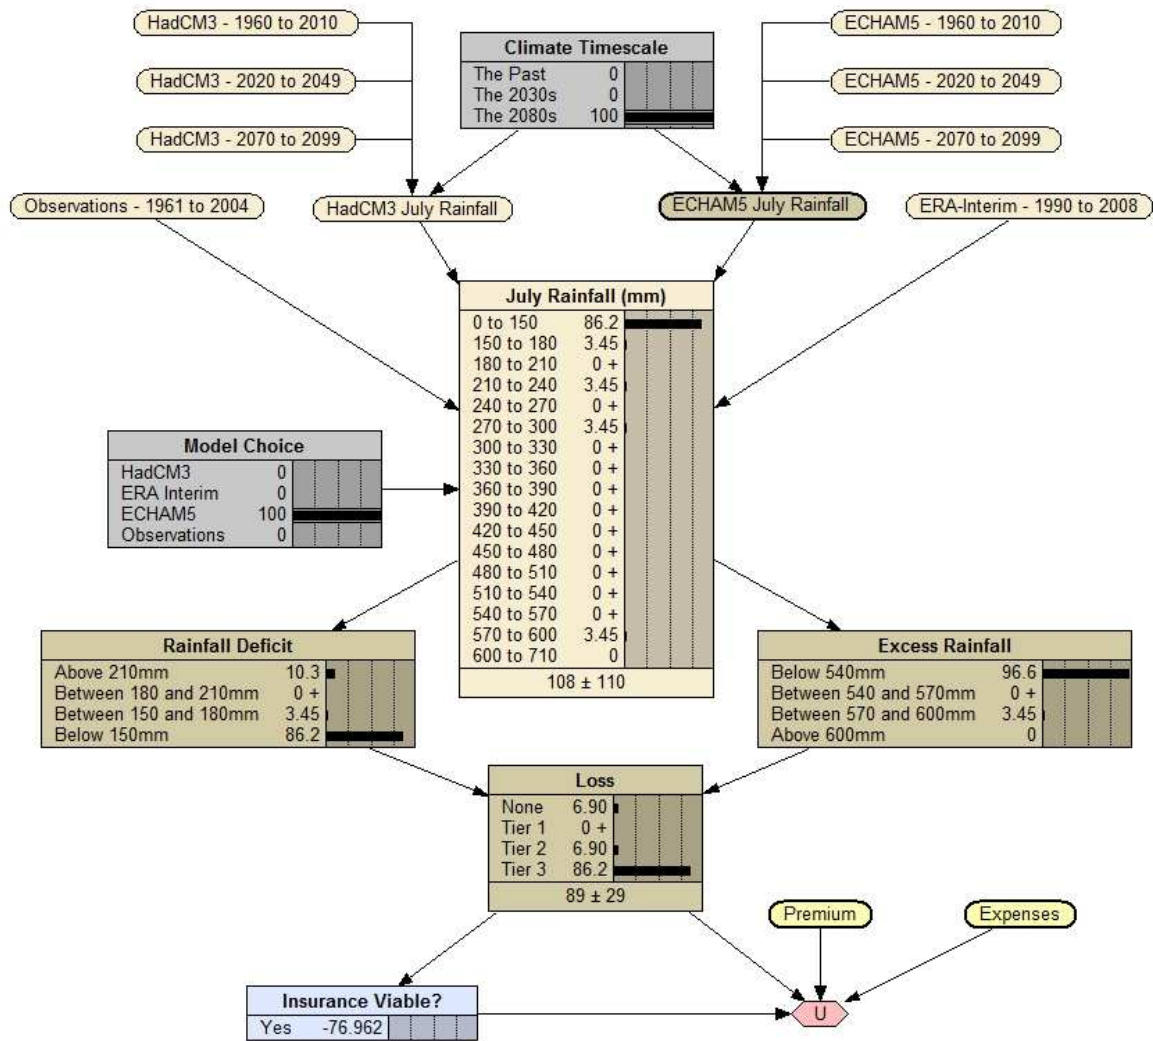 HadCM3 - 1960 to 2010
ECHAM5 - 1960 to 2010
Climate Timescale
The Past 0
The 2030s 0
The 2080s 100
HadCM3 - 2020 to 2049
ECHAM5 - 2020 to 2049
HadCM3 - 2070 to 2099
ECHAM5 - 2070 to 2099
Observations - 1961 to 2004
HadCM3 July Rainfall
ECHAM5 July Rainfall
ERA-Interim - 1990 to 2008
July Rainfall (mm)
0 to 150 86.2
150 to 180 3.45
180 to 210 0 +
210 to 240 3.45
240 to 270 0 +
270 to 300 3.45
300 to 330 0 +
330 to 360 0 +
360 to 390 0 +
390 to 420 0 +
420 to 450 0 +
450 to 480 0 +
480 to 510 0 +
510 to 540 0 +
540 to 570 0 +
570 to 600 3.45
600 to 710 0
108 ± 110
Model Choice
HadCM3 0
ERA Interim 0
ECHAM5 100
Observations 0
Rainfall Deficit
Above 210mm 10.3
Between 180 and 210mm 0 +
Between 150 and 180mm 3.45
Below 150mm 86.2
Excess Rainfall
Below 540mm 96.6
Between 540 and 570mm 0 +
Between 570 and 600mm 3.45
Above 600mm 0
Loss
None 6.90
Tier 1 0 +
Tier 2 6.90
Tier 3 86.2
89 ± 29
Premium
Expenses
Insurance Viable?
Yes -76.962
U